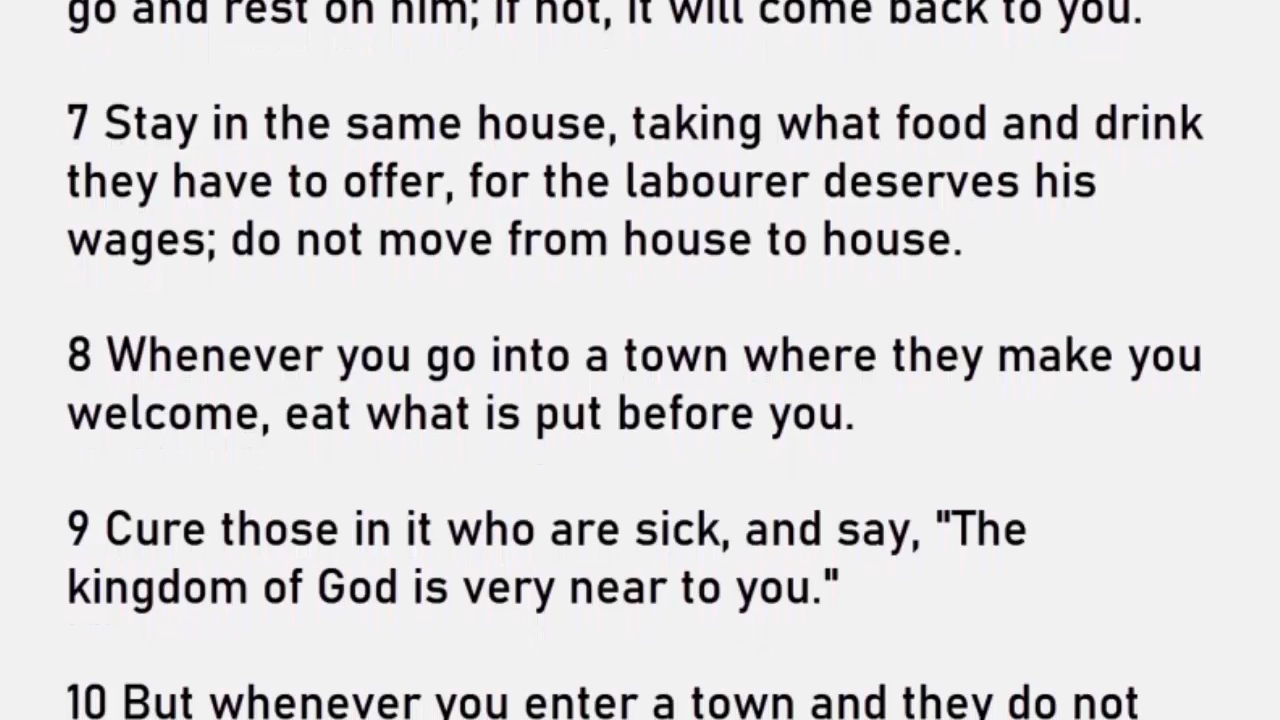 go and rest on him; if not, it will come back to you.
7 Stay in the same house, taking what food and drink
they have to offer, for the labourer deserves his
wages; do not move from house to house.
8 Whenever you go into a town where they make you
welcome, eat what is put before you.
9 Cure those in it who are sick, and say, "The
kingdom of God is very near to you."
10 But whenever you enter a town and they do not